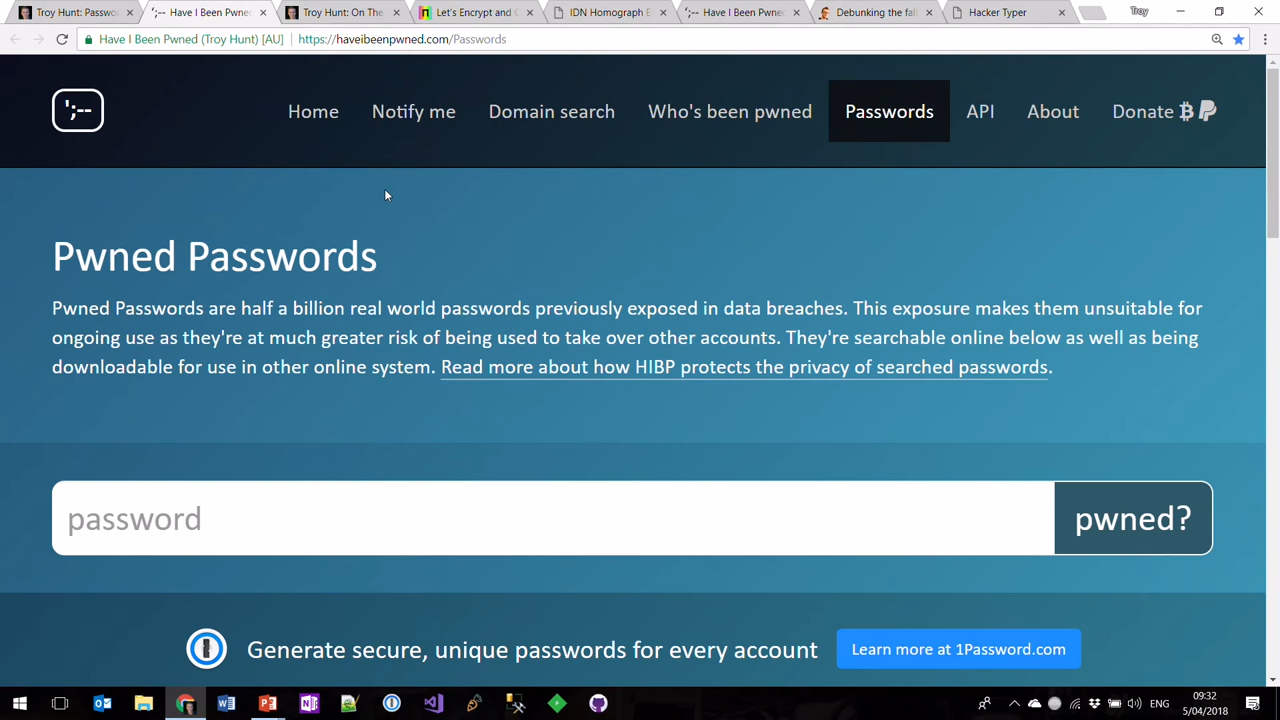 Troy Hunt: Passwo
Have I Been Pwned
Troy Hunt: On The
Let's Encrypt and
IDN Homograph
Have I Been Pwned
Debunking the fal
Hacker Typer
Troy
Have I Been Pwned (Troy Hunt) [AU]
https://haveibeenpwned.com/Passwords
';--
Home
Notify me
Domain search
Who's been pwned
Passwords
API
About
Donate
Pwned Passwords
Pwned Passwords are half a billion real world passwords previously exposed in data breaches. This exposure makes them unsuitable for
ongoing use as they're at much greater risk of being used to take over other accounts. They're searchable online below as well as being
downloadable for use in other online system. Read more about how HIBP protects the privacy of searched passwords.
password
pwned?
Generate secure, unique passwords for every account
Learn more at 1Password.com
ENG
09:32
5/04/2018